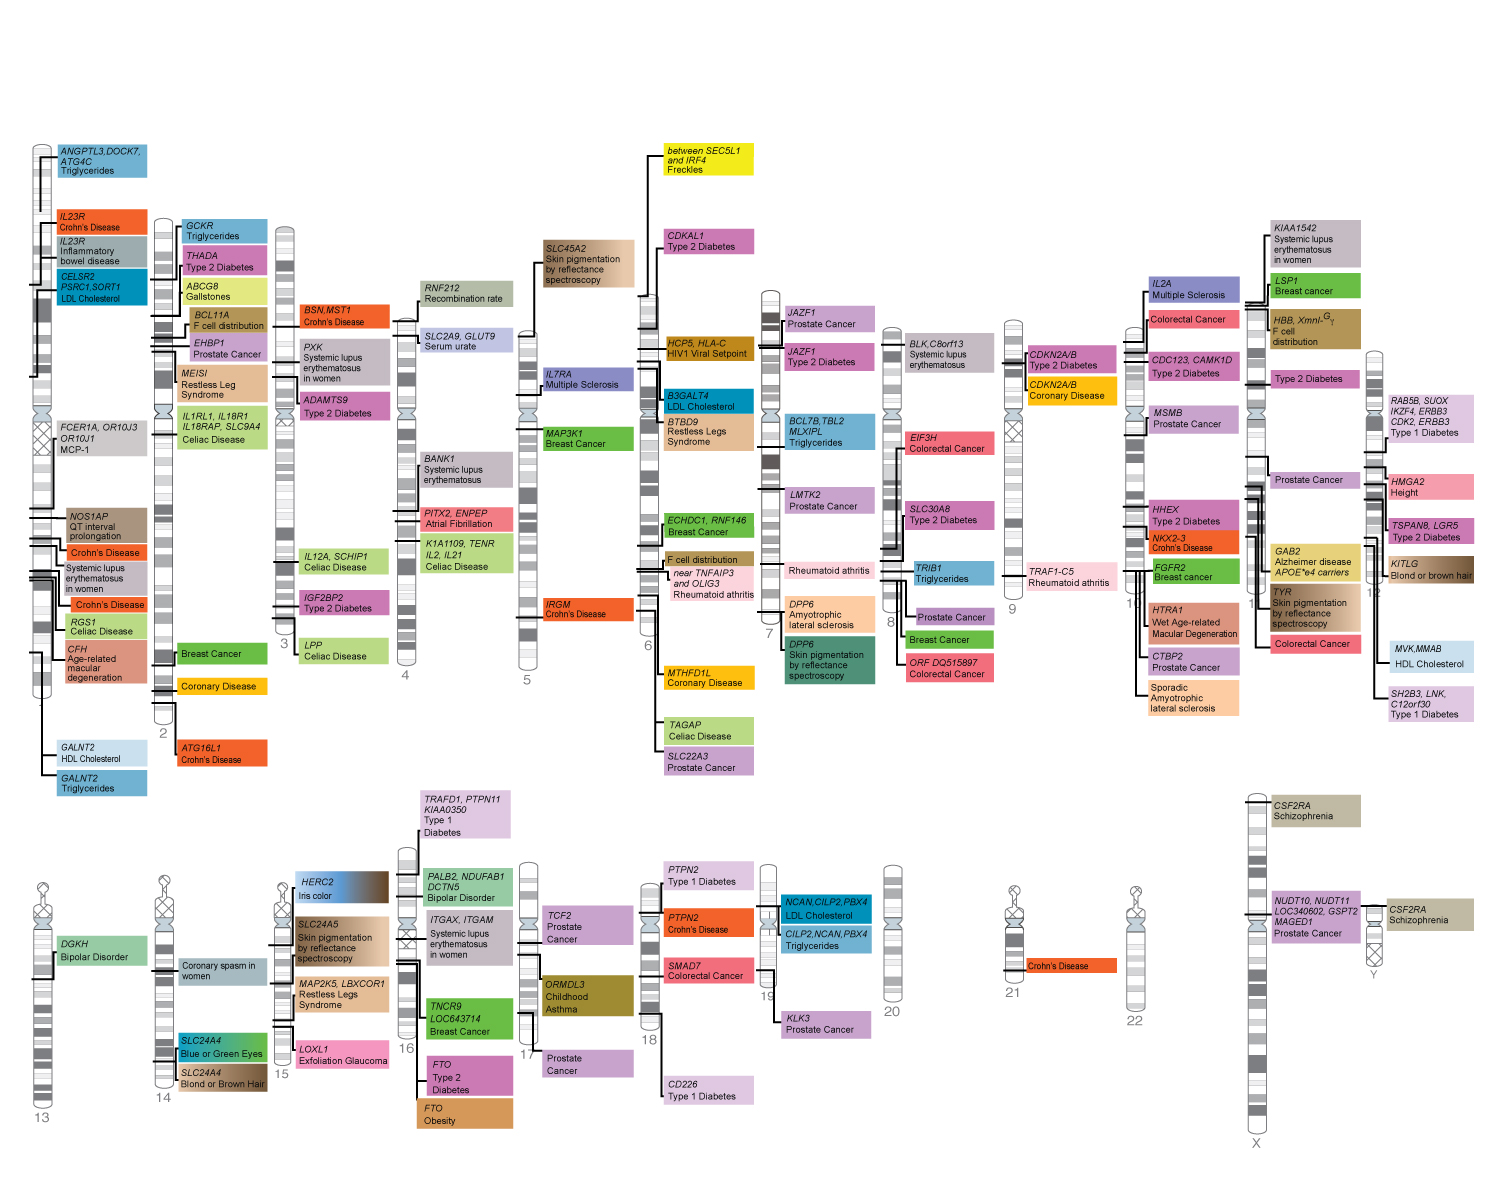 ANGPTL3,DOCK7,
ATG4C
Triglycerides
IL23R
Crohn's Disease
IL23R
Inflammatory
bowel disease
CELSR2
PSRC1,SORT1
LDL Cholesterol
FCER1A, OR10J3
OR10J1
MCP-1
NOS1AP
QT interval
prolongation
Crohn's Disease
Systemic lupus
erythematosus
in women
Crohn's Disease
RGS1
Celiac Disease
CFH
Age-related
macular
degeneration
GALNT2
HDL Cholesterol
GALNT2
Triglycerides
GCKR
Triglycerides
THADA
Type 2 Diabetes
ABCG8
Gallstones
BCL11A
F cell distribution
EHBP1
Prostate Cancer
MEISI
Restless Leg
Syndrome
IL1RL1, IL18R1
IL18RAP, SLC9A4
Celiac Disease
Breast Cancer
Coronary Disease
2
ATG16L1
Crohn's Disease
BSN,MST1
Crohn's Disease
PXK
Systemic lupus
erythematosus
in women
ADAMTS9
Type 2 Diabetes
IL12A, SCHIP1
Celiac Disease
IGF2BP2
Type 2 Diabetes
3
LPP
Celiac Disease
RNF212
Recombination rate
SLC2A9, GLUT9
Serum urate
BANK1
Systemic lupus
erythematosus
PITX2, ENPEP
Atrial Fibrillation
K1A1109, TENR
IL2, IL21
Celiac Disease
4
SLC45A2
Skin pigmentation
by reflectance
spectroscopy
IL7RA
Multiple Sclerosis
MAP3K1
Breast Cancer
IRGM
Crohn's Disease
5
between SEC5L1
and IRF4
Freckles
CDKAL1
Type 2 Diabetes
HCP5, HLA-C
HIV1 Viral Setpoint
B3GALT4
LDL Cholesterol
BTBD9
Restless Legs
Syndrome
ECHDC1, RNF146
Breast Cancer
F cell distribution
near TNFAIP3
and OLIG3
Rheumatoid athritis
6
MTHFD1L
Coronary Disease
TAGAP
Celiac Disease
SLC22A3
Prostate Cancer
JAZF1
Prostate Cancer
JAZF1
Type 2 Diabetes
BCL7B,TBL2
MLXIPL
Triglycerides
LMTK2
Prostate Cancer
Rheumatoid athritis
DPP6
Amyotrophic
lateral sclerosis
7
DPP6
Skin pigmentation
by reflectance
spectroscopy
BLK,C8orf13
Systemic lupus
erythematosus
EIF3H
Colorectal Cancer
SLC30A8
Type 2 Diabetes
TRIB1
Triglycerides
Prostate Cancer
8
Breast Cancer
ORF DQ515897
Colorectal Cancer
CDKN2A/B
Type 2 Diabetes
CDKN2A/B
Coronary Disease
TRAF1-C5
Rheumatoid athritis
9
IL2A
Multiple Sclerosis
Colorectal Cancer
CDC123, CAMK1D
Type 2 Diabetes
MSMB
Prostate Cancer
HHEX
Type 2 Diabetes
NKX2-3
Crohn's Disease
FGFR2
Breast cancer
10
HTRA1
Wet Age-related
Macular Degeneration
CTBP2
Prostate Cancer
Sporadic
Amyotrophic
lateral sclerosis
KIAA1542
Systemic lupus
erythematosus
in women
LSP1
Breast cancer
HBB, Xmnl-Gγ
F cell
distribution
Type 2 Diabetes
Prostate Cancer
GAB2
Alzheimer disease
APOE*e4 carriers
TYR
Skin pigmentation
by reflectance
spectroscopy
Colorectal Cancer
RAB5B, SUOX
IKZF4, ERBB3
CDK2, ERBB3
Type 1 Diabetes
HMGA2
Height
TSPAN8, LGR5
Type 2 Diabetes
KITLG
Blond or brown hair
12
MVK,MMAB
HDL Cholesterol
SH2B3, LNK,
C12orf30
Type 1 Diabetes
DGKH
Bipolar Disorder
13
Coronary spasm in
women
SLC24A4
Blue or Green Eyes
SLC24A4
Blond or Brown Hair
14
HERC2
Iris color
SLC24A5
Skin pigmentation
by reflectance
spectroscopy
MAP2K5, LBXCOR1
Restless Legs
Syndrome
LOXL1
Exfoliation Glaucoma
15
TRAFD1, PTPN11
KIAA0350
Type 1
Diabetes
PALB2, NDUFAB1
DCTN5
Bipolar Disorder
ITGAX, ITGAM
Systemic lupus
erythematosus
in women
TNCR9
LOC643714
Breast Cancer
16
FTO
Type 2
Diabetes
FTO
Obesity
TCF2
Prostate
Cancer
ORMDL3
Childhood
Asthma
17
Prostate
Cancer
PTPN2
Type 1 Diabetes
PTPN2
Crohn's Disease
SMAD7
Colorectal Cancer
18
CD226
Type 1 Diabetes
NCAN,CILP2,PBX4
LDL Cholesterol
CILP2,NCAN,PBX4
Triglycerides
19
KLK3
Prostate Cancer
20
Crohn's Disease
21
22
CSF2RA
Schizophrenia
NUDT10, NUDT11
LOC340602, GSPT2
MAGED1
Prostate Cancer
X
CSF2RA
Schizophrenia
Y